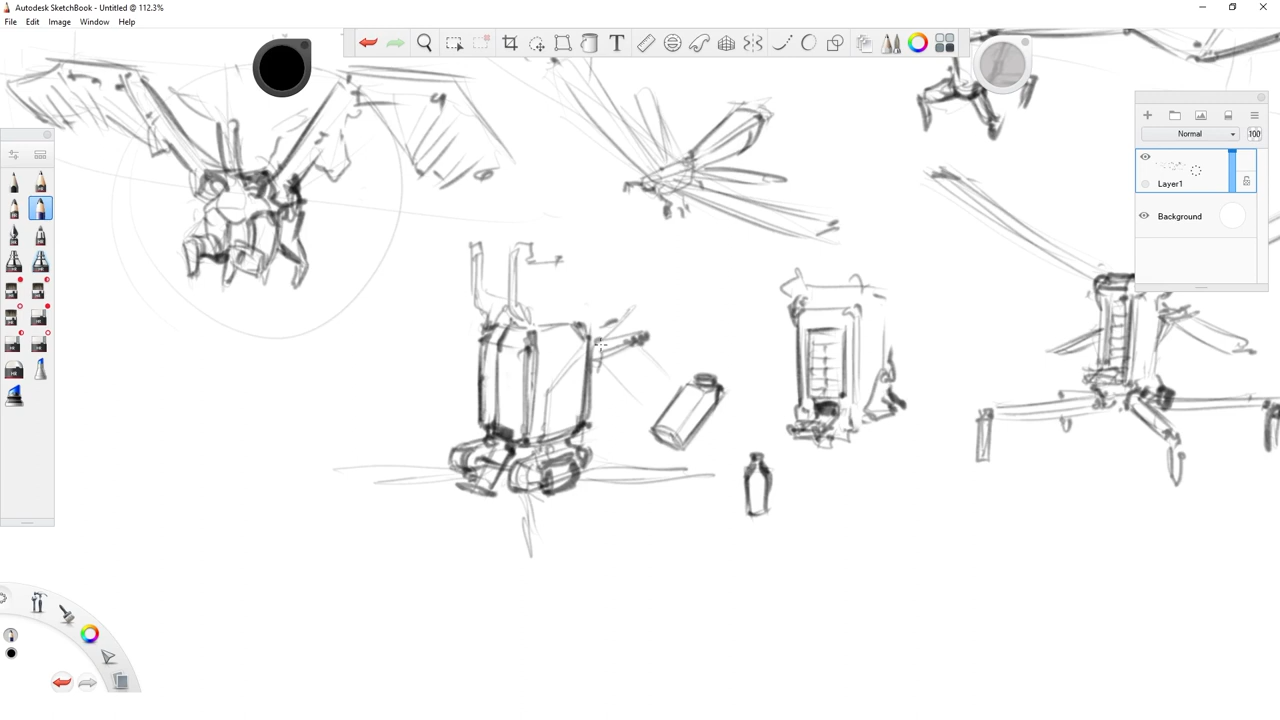 Autodesk SketchBook - Untitled @ 112.3%
File Edit Image Window Help
T
Normal 100
Layer1
Background